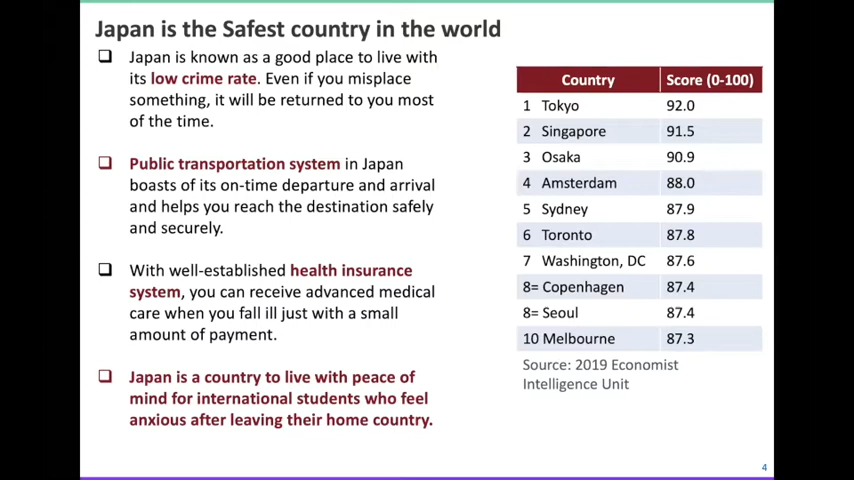 Japan is the Safest country in the world
Japan is known as a good place to live with
its low crime rate. Even if you misplace
something, it will be returned to you most
of the time.
Public transportation system in Japan
boasts of its on-time departure and arrival
and helps you reach the destination safely
and securely.
With well-established health insurance
system, you can receive advanced medical
care when you fall ill just with a small
amount of payment.
Japan is a country to live with peace of
mind for international students who feel
anxious after leaving their home country.
Country Score (0-100)
1 Tokyo 92.0
2 Singapore 91.5
3 Osaka 90.9
4 Amsterdam 88.0
5 Sydney 87.9
6 Toronto 87.8
7 Washington, DC 87.6
8= Copenhagen 87.4
8= Seoul 87.4
10 Melbourne 87.3
Source: 2019 Economist
Intelligence Unit
4